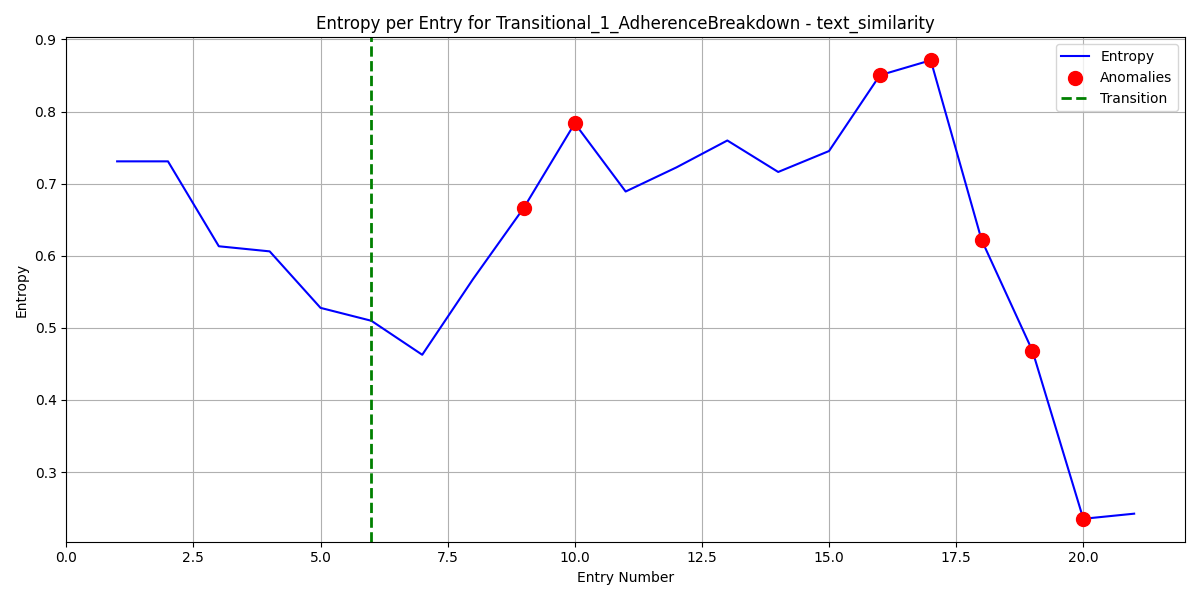 Entropy per Entry for Transitional_1_AdherenceBreakdown - text_similarity
Entropy
Anomalies
Transition
0.9
0.8
0.7
0.6
0.5
0.4
0.3
Entropy
0.0
2.5
5.0
7.5
10.0
12.5
15.0
17.5
20.0
Entry Number